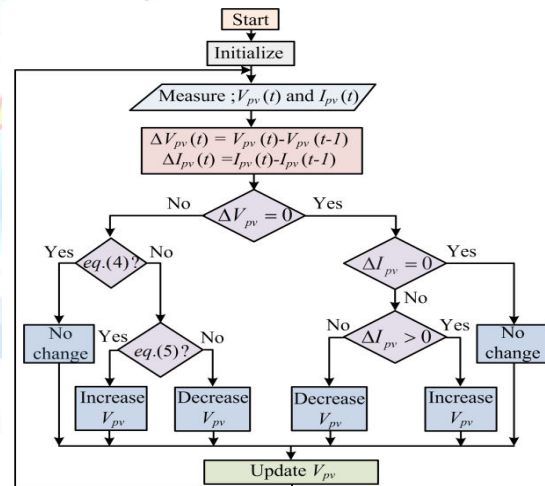 Start
Initialize
Measure ;V_pv(t) and I_pv(t)
ΔV_pv(t) = V_pv(t)-V_pv(t-1)
ΔI_pv(t) =I_pv(t)-I_pv(t-1)
No
ΔV_pv = 0
Yes
Yes
eq.(4)?
No
ΔI_pv = 0
Yes
No
No
change
Yes
eq.(5)?
No
No
ΔI_pv > 0
Yes
No
change
Increase
V_pv
Decrease
V_pv
Decrease
V_pv
Increase
V_pv
Update V_pv